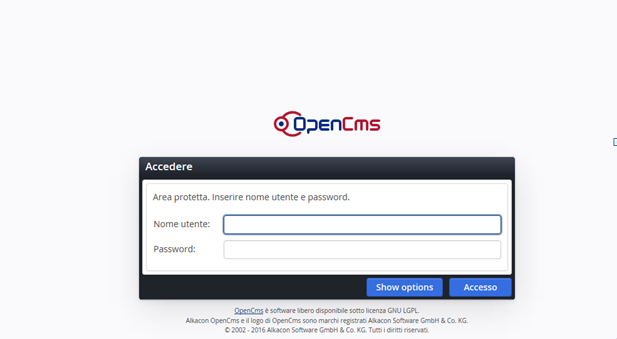 OpenCms
Accedere
Area protetta. Inserire nome utente e password.
Nome utente:
Password:
Show options
Accesso
OpenCms è software libero disponibile sotto licenza GNU LGPL.
Alkacon OpenCms e il logo di OpenCms sono marchi registrati Alkacon Software GmbH & Co. KG.
© 2002 - 2016 Alkacon Software GmbH & Co. KG. Tutti i diritti riservati.